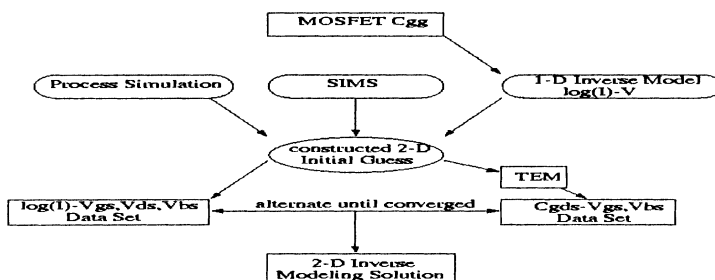 MOSFET Cgg
Process Simulation
SIMS
1-D Inverse Model
log(I)-V
constructed 2-D
Initial Guess
TEM
log(I)-Vgs,Vds,Vbs
Data Set
alternate until converged
Cgds-Vgs,Vbs
Data Set
2-D Inverse
Modeling Solution